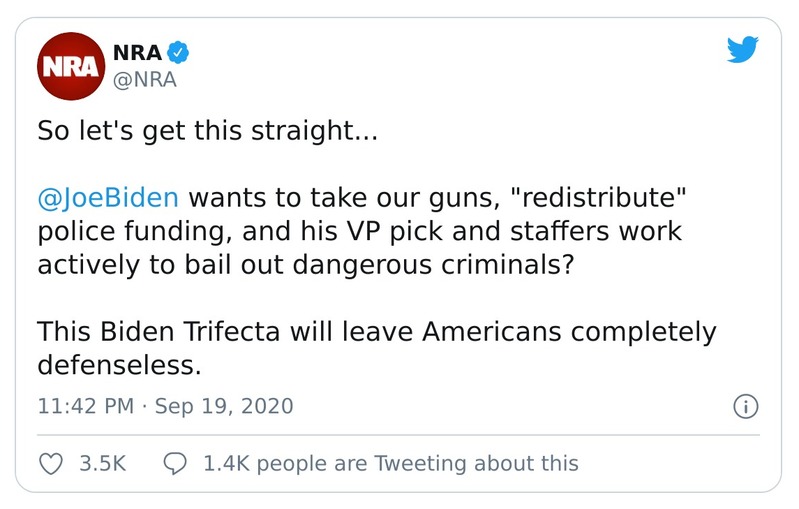 NRA
NRA
@NRA
So let's get this straight...
@JoeBiden wants to take our guns, "redistribute"
police funding, and his VP pick and staffers work
actively to bail out dangerous criminals?
This Biden Trifecta will leave Americans completely
defenseless.
11:42 PM · Sep 19, 2020
3.5K 1.4K people are Tweeting about this